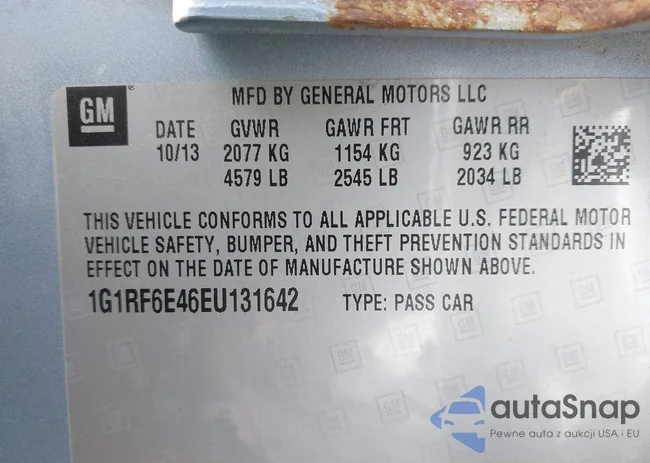 GM
MFD BY GENERAL MOTORS LLC
DATE GVWR GAWR FRT GAWR RR
10/13 2077 KG 1154 KG 923 KG
4579 LB 2545 LB 2034 LB
THIS VEHICLE CONFORMS TO ALL APPLICABLE U.S. FEDERAL MOTOR
VEHICLE SAFETY, BUMPER, AND THEFT PREVENTION STANDARDS IN
EFFECT ON THE DATE OF MANUFACTURE SHOWN ABOVE.
1G1RF6E46EU131642 TYPE: PASS CAR
autaSnap
Pewne auta z aukcji USA i EU